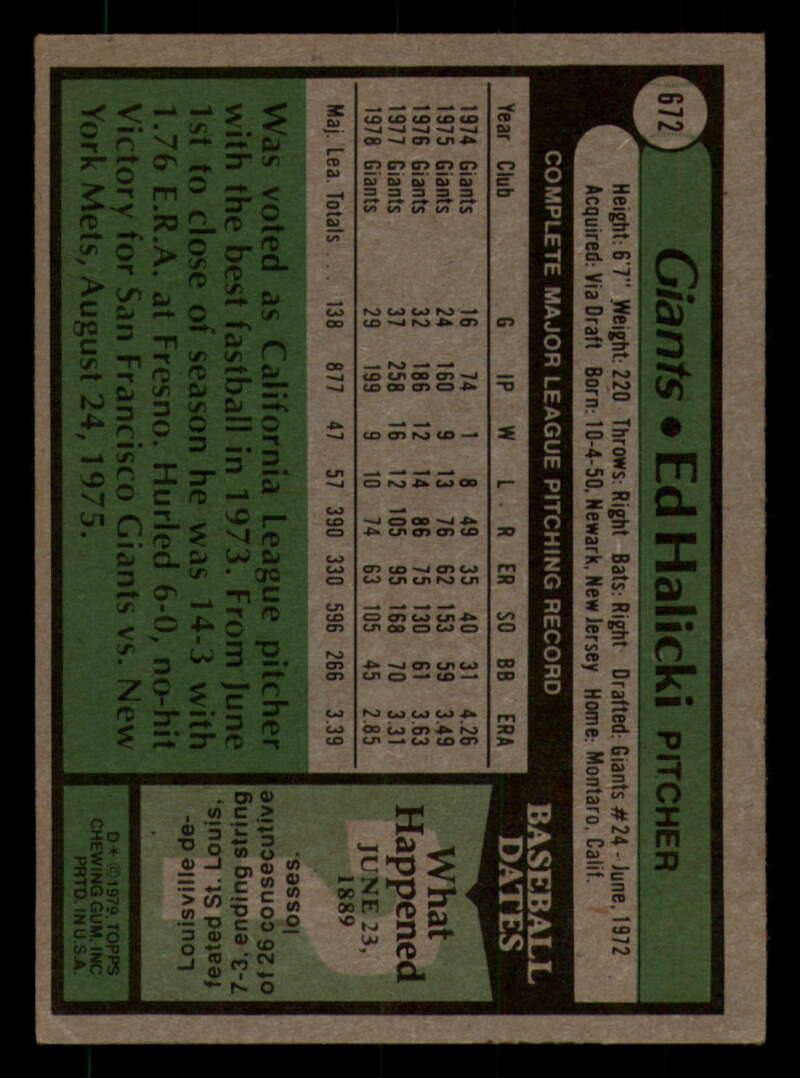 672
Giants • Ed Halicki PITCHER
Height: 6'7" Weight: 220 Throws: Right Bats: Right Drafted: Giants #24 - June, 1972
Acquired: Via Draft Born: 10-4-50, Newark, New Jersey Home: Montaro, Calif.
COMPLETE MAJOR LEAGUE PITCHING RECORD
Year Club G IP W L R ER SO BB ERA
1974 Giants 16 74 1 8 49 35 40 31 4.26
1975 Giants 24 160 9 13 76 62 153 59 3.49
1976 Giants 32 186 12 14 86 75 130 61 3.63
1977 Giants 37 258 16 12 105 95 168 70 3.31
1978 Giants 29 199 9 10 74 63 105 45 2.85
Maj. Lea. Totals . . . 138 877 47 57 390 330 596 266 3.39
Was voted as California League pitcher
with the best fastball in 1973. From June
1st to close of season he was 14-3 with
1.76 E.R.A. at Fresno. Hurled 6-0, no-hit
Victory for San Francisco Giants vs. New
York Mets, August 24, 1975.
BASEBALL
DATES
What
Happened
JUNE 23,
1889
Louisville de-
feated St. Louis,
7-3, ending string
of 26 consecutive
losses.
D* © 1979, TOPPS
CHEWING GUM, INC
PRTD. IN U.S.A.